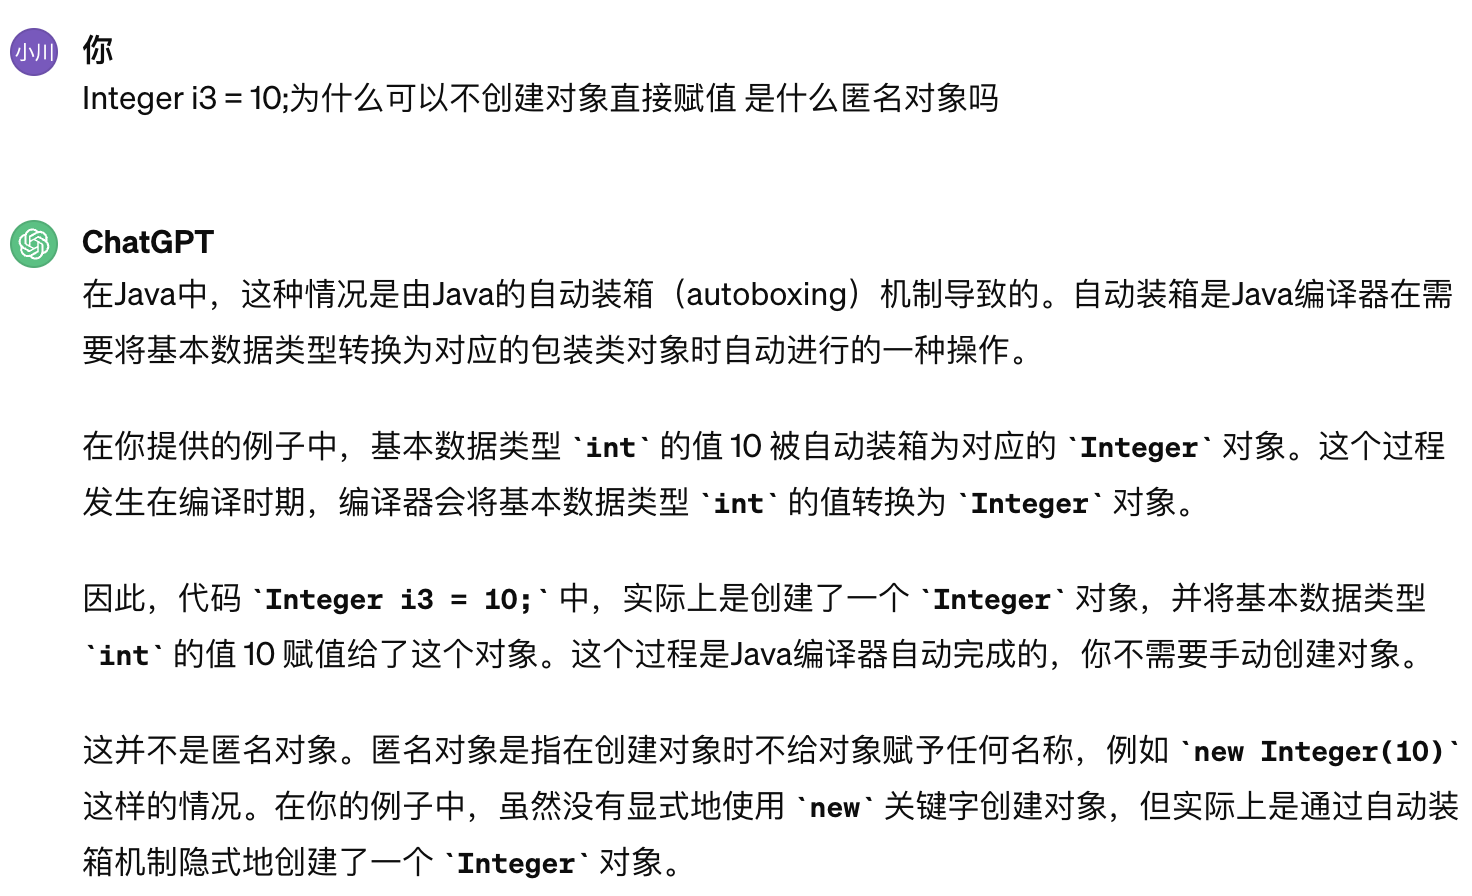 小川
你
Integer i3 = 10;为什么可以不创建对象直接赋值 是什么匿名对象吗
ChatGPT
在Java中，这种情况是由Java的自动装箱（autoboxing）机制导致的。自动装箱是Java编译器在需
要将基本数据类型转换为对应的包装类对象时自动进行的一种操作。
在你提供的例子中，基本数据类型 `int` 的值 10 被自动装箱为对应的 `Integer` 对象。这个过程
发生在编译时期，编译器会将基本数据类型 `int` 的值转换为 `Integer` 对象。
因此，代码 `Integer i3 = 10;` 中，实际上是创建了一个 `Integer` 对象，并将基本数据类型
`int` 的值 10 赋值给了这个对象。这个过程是Java编译器自动完成的，你不需要手动创建对象。
这并不是匿名对象。匿名对象是指在创建对象时不给对象赋予任何名称，例如 `new Integer(10)`
这样的情况。在你的例子中，虽然没有显式地使用 `new` 关键字创建对象，但实际上是通过自动装
箱机制隐式地创建了一个 `Integer` 对象。